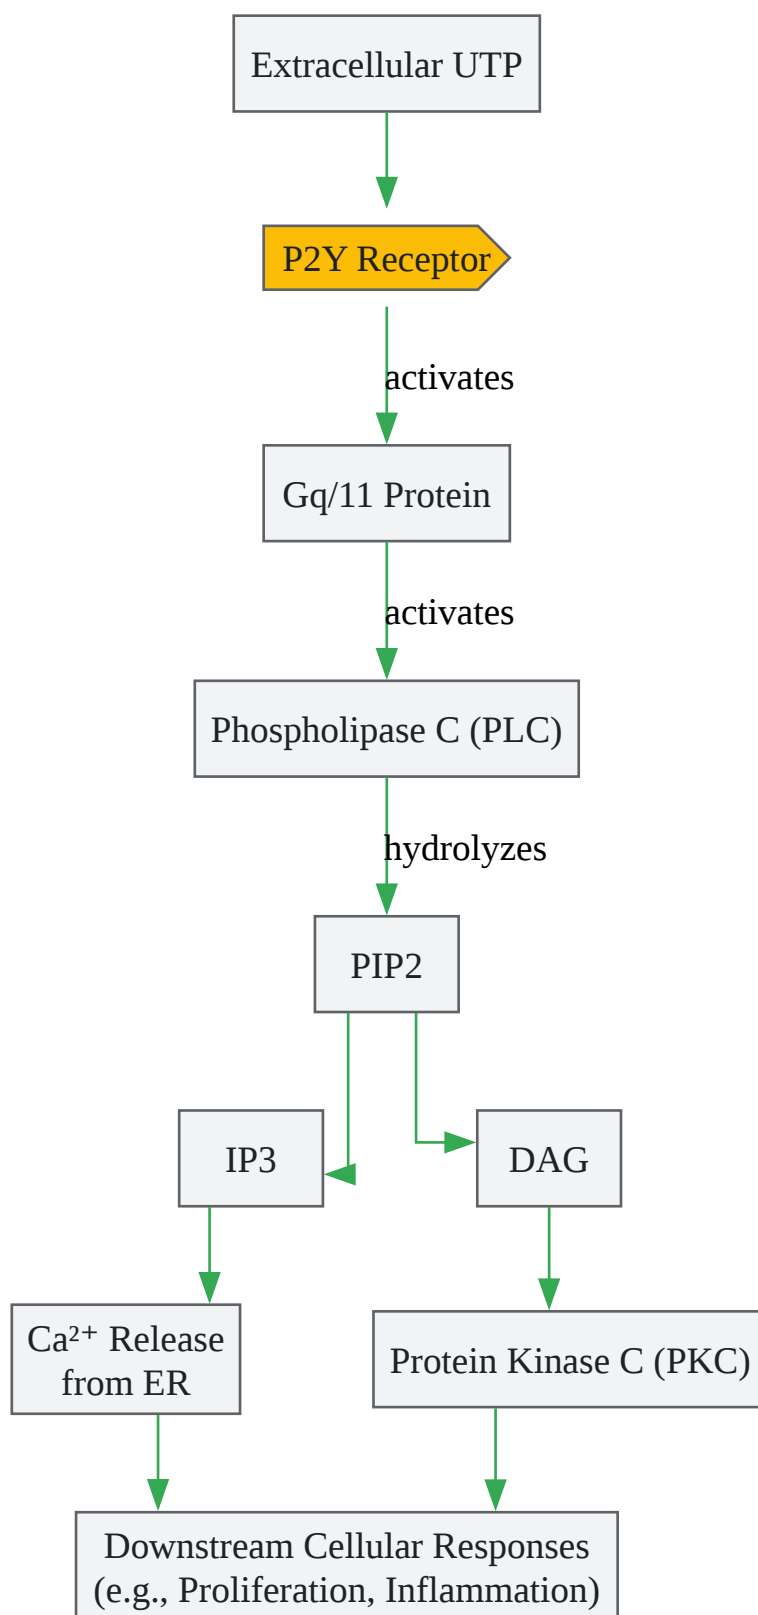 Extracellular UTP
P2Y Receptor
activates
Gq/11 Protein
activates
Phospholipase C (PLC)
hydrolyzes
PIP2
IP3
DAG
Ca²⁺ Release
from ER
Protein Kinase C (PKC)
Downstream Cellular Responses
(e.g., Proliferation, Inflammation)